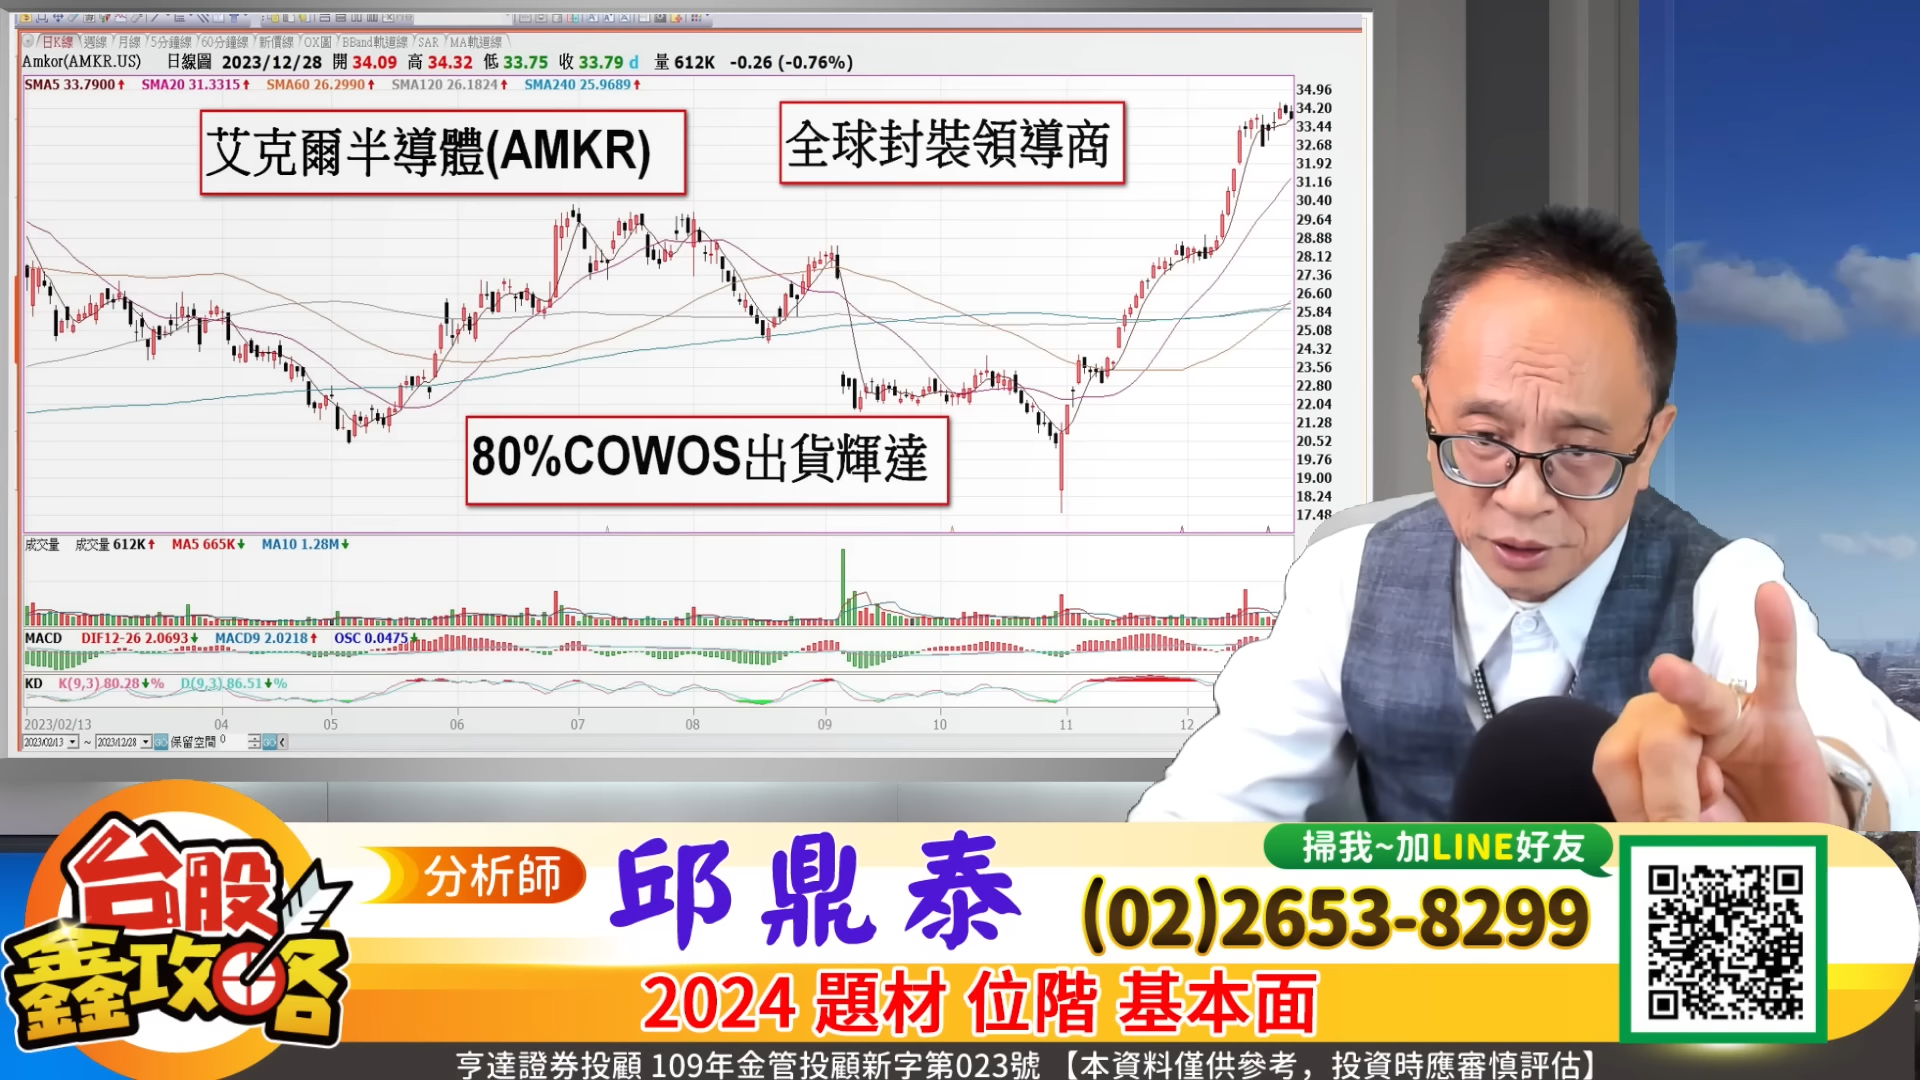 日K線 週線 月線 5分鐘線 60分鐘線 新價線 OX圖 BBand軌道線 SAR MA軌道線
Amkor(AMKR.US) 日線圖 2023/12/28 開 34.09 高 34.32 低 33.75 收 33.79 d 量 612K -0.26 (-0.76%)
SMA5 33.7900↑ SMA20 31.3315↑ SMA60 26.2990↑ SMA120 26.1824↑ SMA240 25.9689↑
艾克爾半導體(AMKR)
全球封裝領導商
80%COWOS出貨輝達
34.96
34.20
33.44
32.68
31.92
31.16
30.40
29.64
28.88
28.12
27.36
26.60
25.84
25.08
24.32
23.56
22.80
22.04
21.28
20.52
19.76
19.00
18.24
17.48
成交量 成交量 612K↑ MA5 665K↓ MA10 1.28M↓
MACD DIF12-26 2.0693↓ MACD9 2.0218↑ OSC 0.0475↓
KD K(9,3) 80.28↓% D(9,3) 86.51↓%
2023/02/13 04 05 06 07 08 09 10 11 12
2023/02/13 ~ 2023/12/28 GO 保留空間 0 GO
台股
鑫攻略
分析師
邱鼎泰
掃我~加LINE好友
(02)2653-8299
2024 題材 位階 基本面
亨達證券投顧 109年金管投顧新字第023號 【本資料僅供參考，投資時應審慎評估】